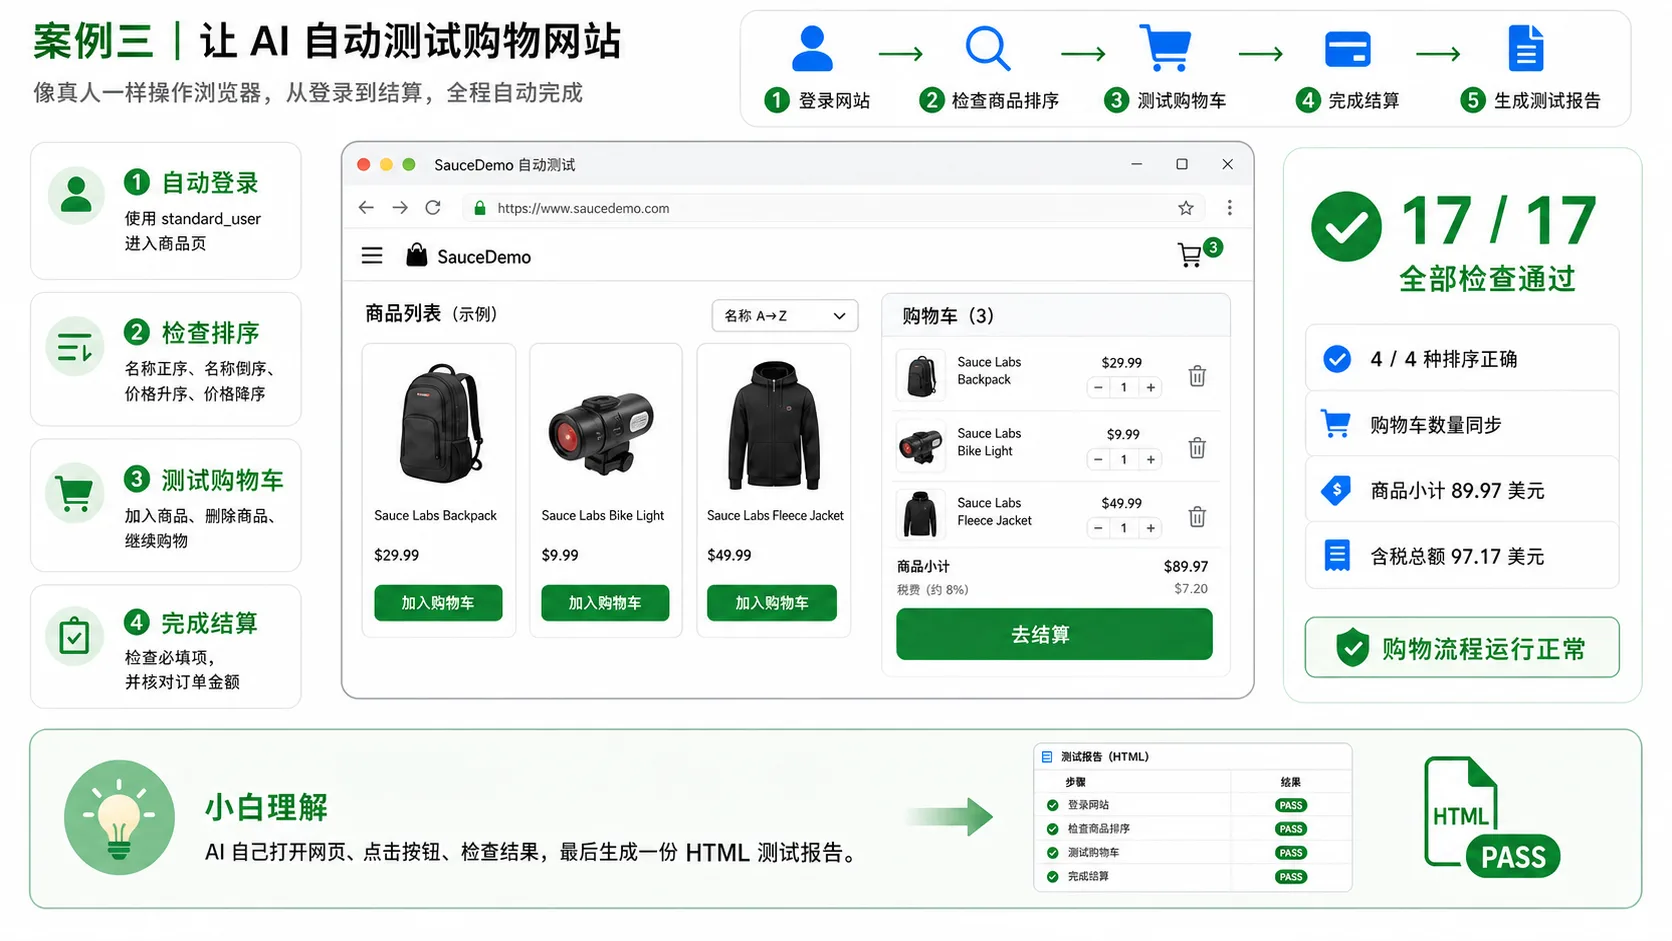 案例三｜让 AI 自动测试购物网站
像真人一样操作浏览器，从登录到结算，全程自动完成
1 登录网站
2 检查商品排序
3 测试购物车
4 完成结算
5 生成测试报告
1 自动登录
使用 standard_user
进入商品页
2 检查排序
名称正序、名称倒序、
价格升序、价格降序
3 测试购物车
加入商品、删除商品、
继续购物
4 完成结算
检查必填项，
并核对订单金额
SauceDemo 自动测试
https://www.saucedemo.com
SauceDemo
3
商品列表（示例）
名称 A→Z
Sauce Labs Backpack
$29.99
加入购物车
Sauce Labs Bike Light
$9.99
加入购物车
Sauce Labs Fleece Jacket
$49.99
加入购物车
购物车（3）
Sauce Labs
Backpack
$29.99
− 1 +
Sauce Labs
Bike Light
$9.99
− 1 +
Sauce Labs
Fleece Jacket
$49.99
− 1 +
商品小计 $89.97
税费（约 8%） $7.20
去结算
17 / 17
全部检查通过
4 / 4 种排序正确
购物车数量同步
$
商品小计 89.97 美元
含税总额 97.17 美元
购物流程运行正常
小白理解
AI 自己打开网页、点击按钮、检查结果，最后生成一份 HTML 测试报告。
测试报告（HTML）
步骤 结果
登录网站 PASS
检查商品排序 PASS
测试购物车 PASS
完成结算 PASS
HTML
PASS